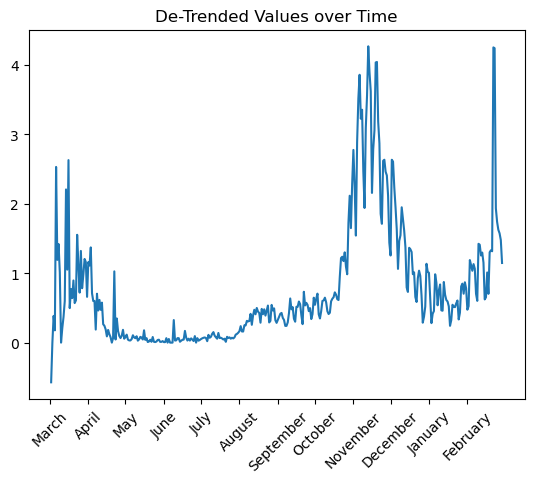 De-Trended Values over Time
4
3
2
1
0
March
April
May
June
July
August
September
October
November
December
January
February